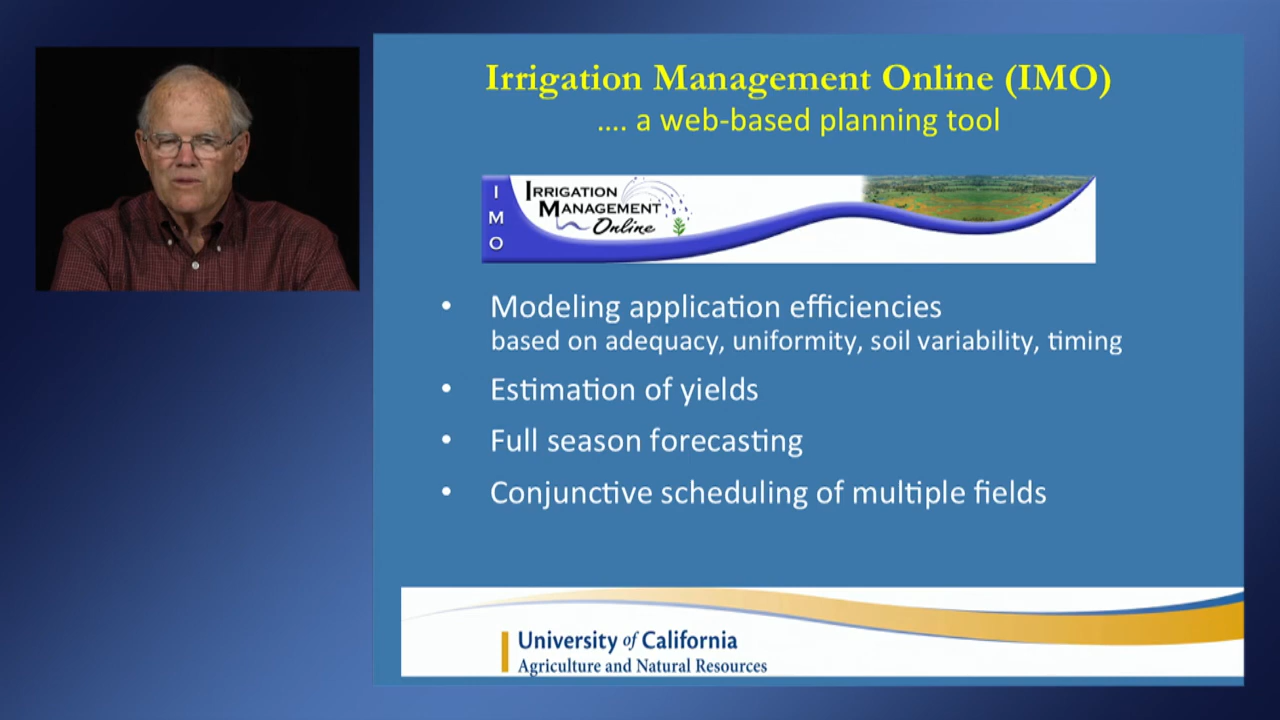 Irrigation Management Online (IMO)
.... a web-based planning tool
I
M
O
IRRIGATION
MANAGEMENT
Online
• Modeling application efficiencies
based on adequacy, uniformity, soil variability, timing
• Estimation of yields
• Full season forecasting
• Conjunctive scheduling of multiple fields
University of California
Agriculture and Natural Resources